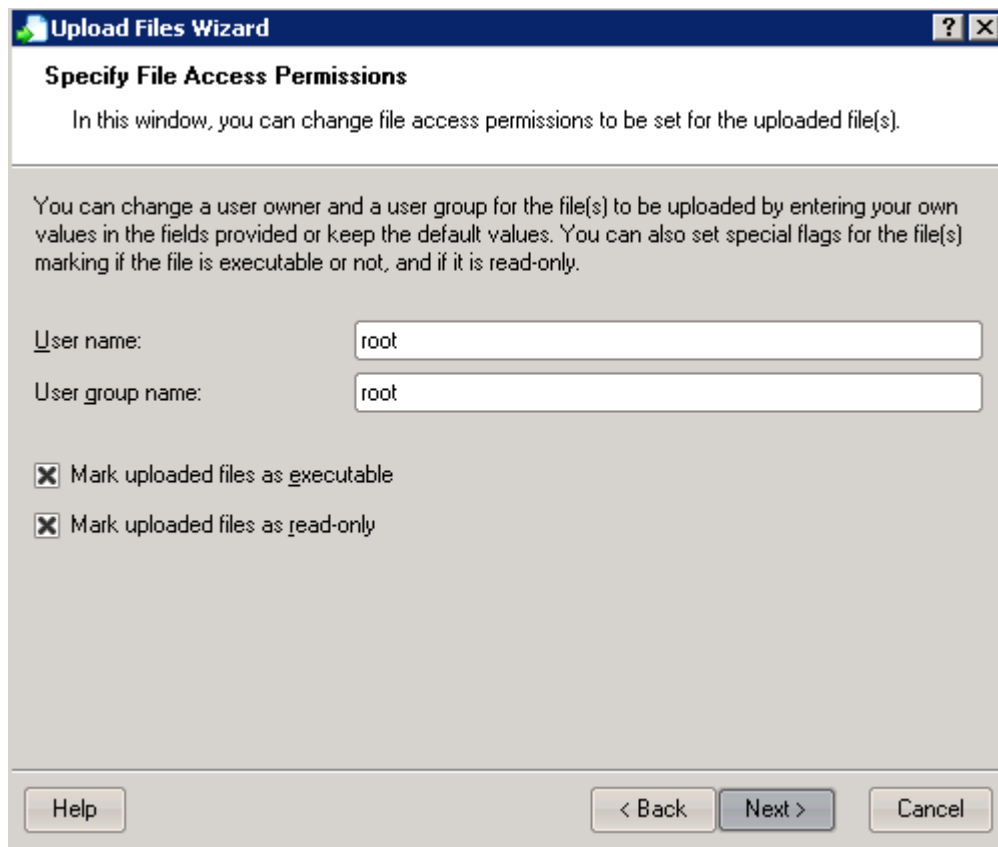 Upload Files Wizard
Specify File Access Permissions
In this window, you can change file access permissions to be set for the uploaded file(s).
You can change a user owner and a user group for the file(s) to be uploaded by entering your own
values in the fields provided or keep the default values. You can also set special flags for the file(s)
marking if the file is executable or not, and if it is read-only.
User name: root
User group name: root
Mark uploaded files as executable
Mark uploaded files as read-only
Help < Back Next > Cancel